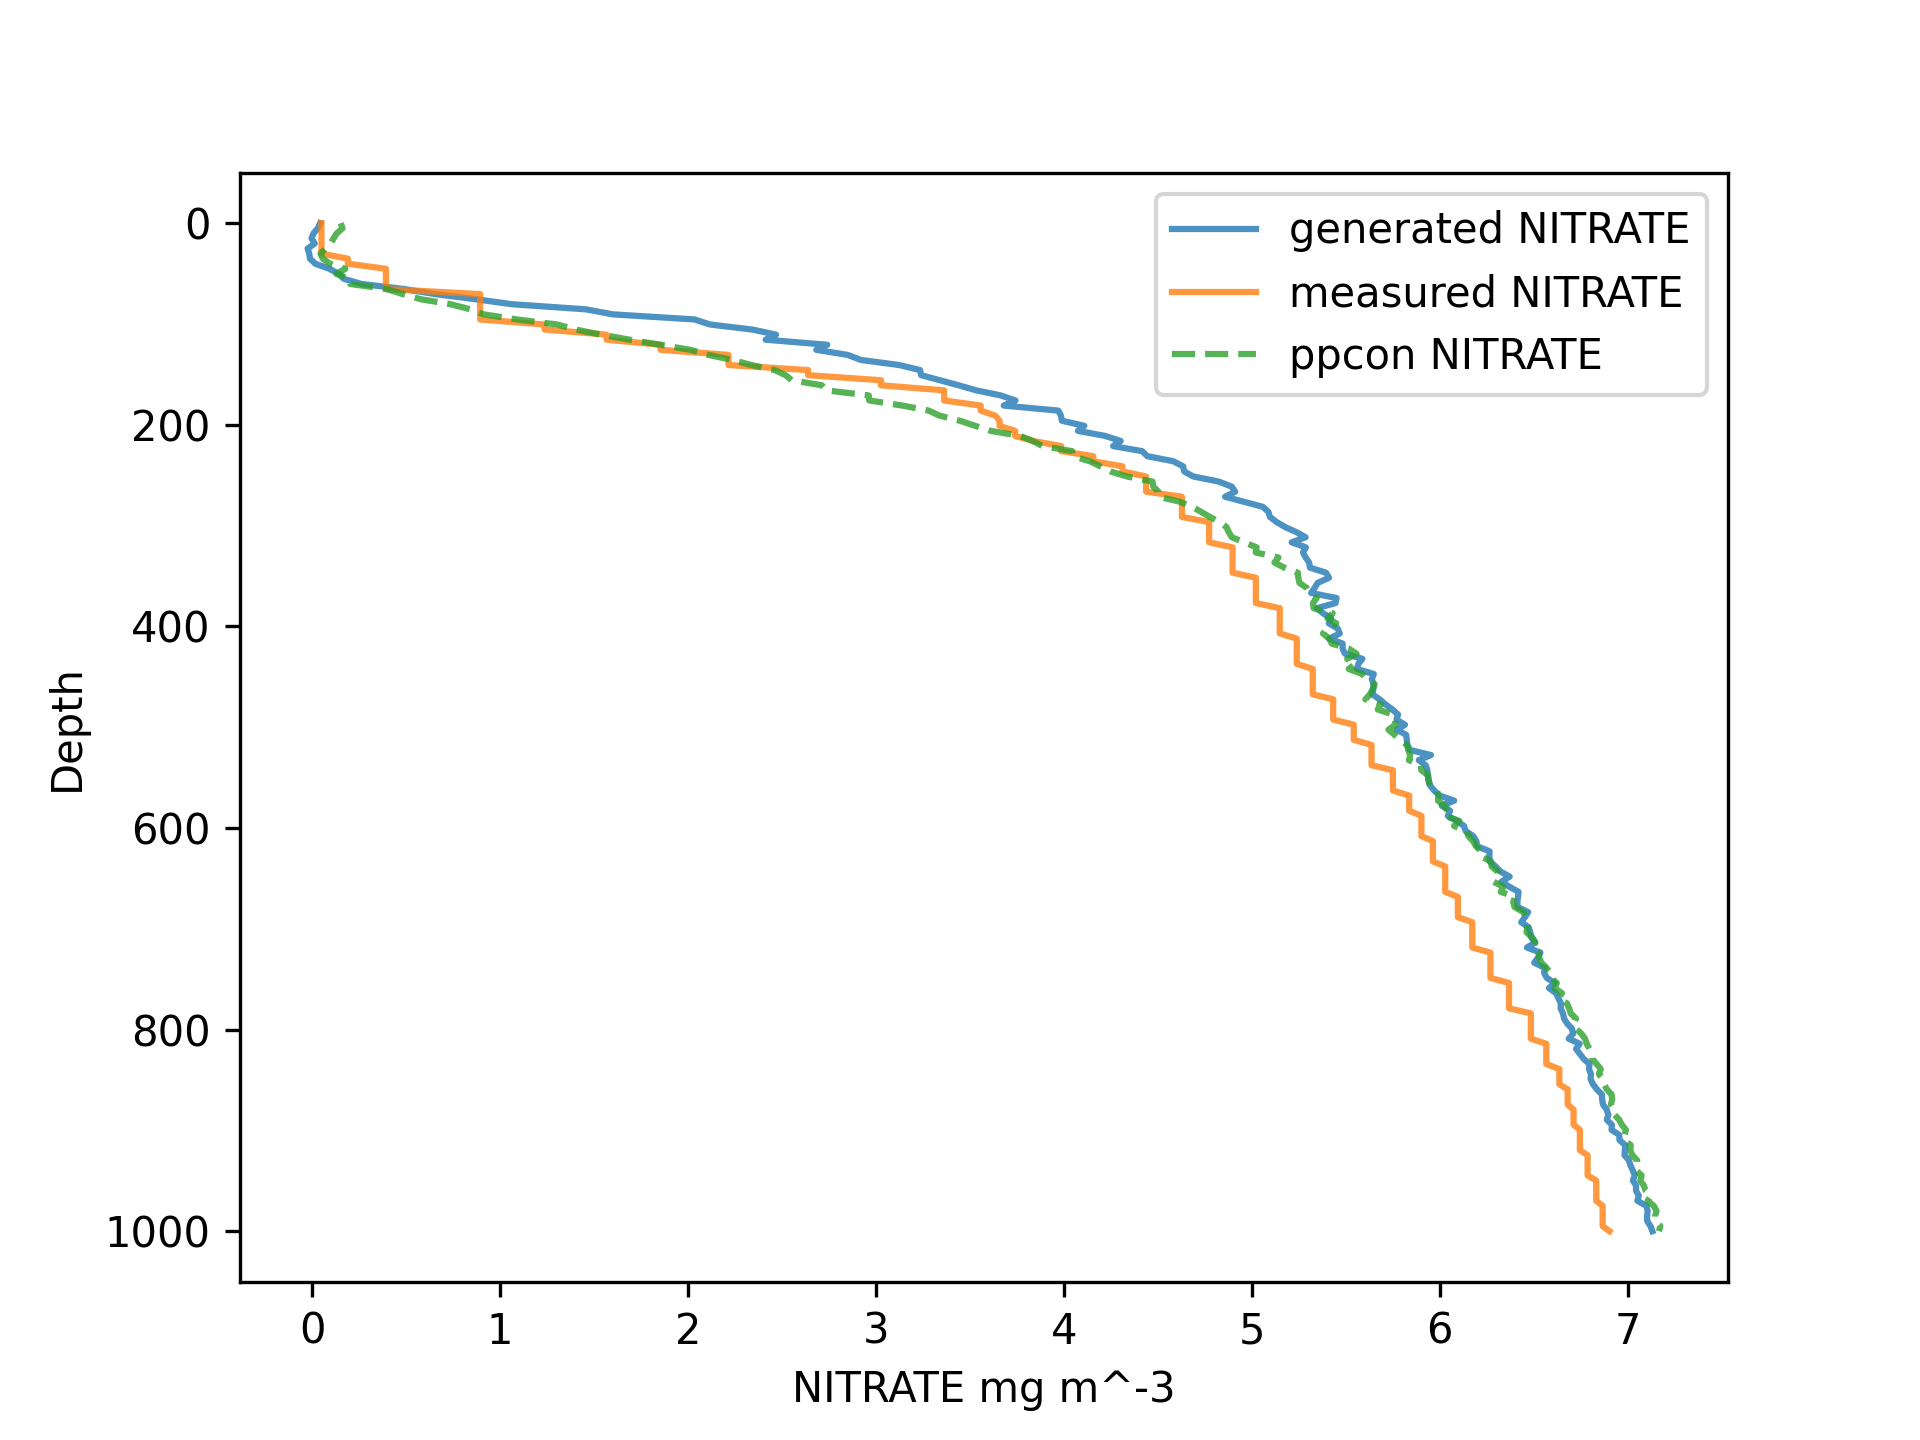 generated NITRATE
measured NITRATE
ppcon NITRATE
0
200
400
600
800
1000
Depth
0 1 2 3 4 5 6 7
NITRATE mg m^-3